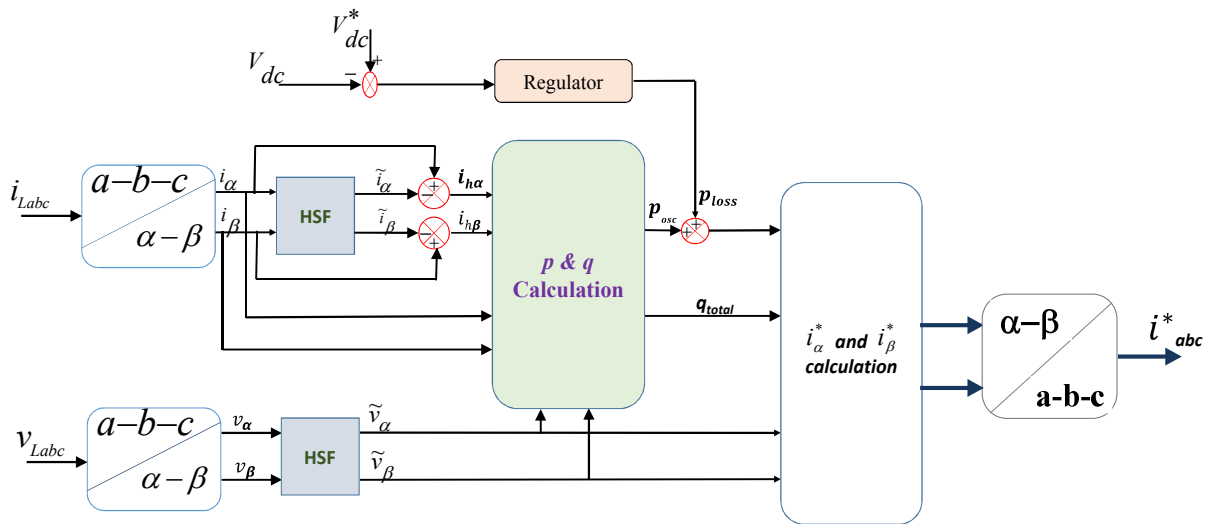 V*dc
+
Vdc
−
Regulator
iLabc
a−b−c
α−β
iα
iβ
HSF
ĩα
ĩβ
+
−
−
+
ihα
ihβ
p & q
Calculation
posc
ploss
+
+
qtotal
i*α and i*β
calculation
α−β
a-b-c
i*abc
vLabc
a−b−c
α−β
vα
vβ
HSF
ṽα
ṽβ